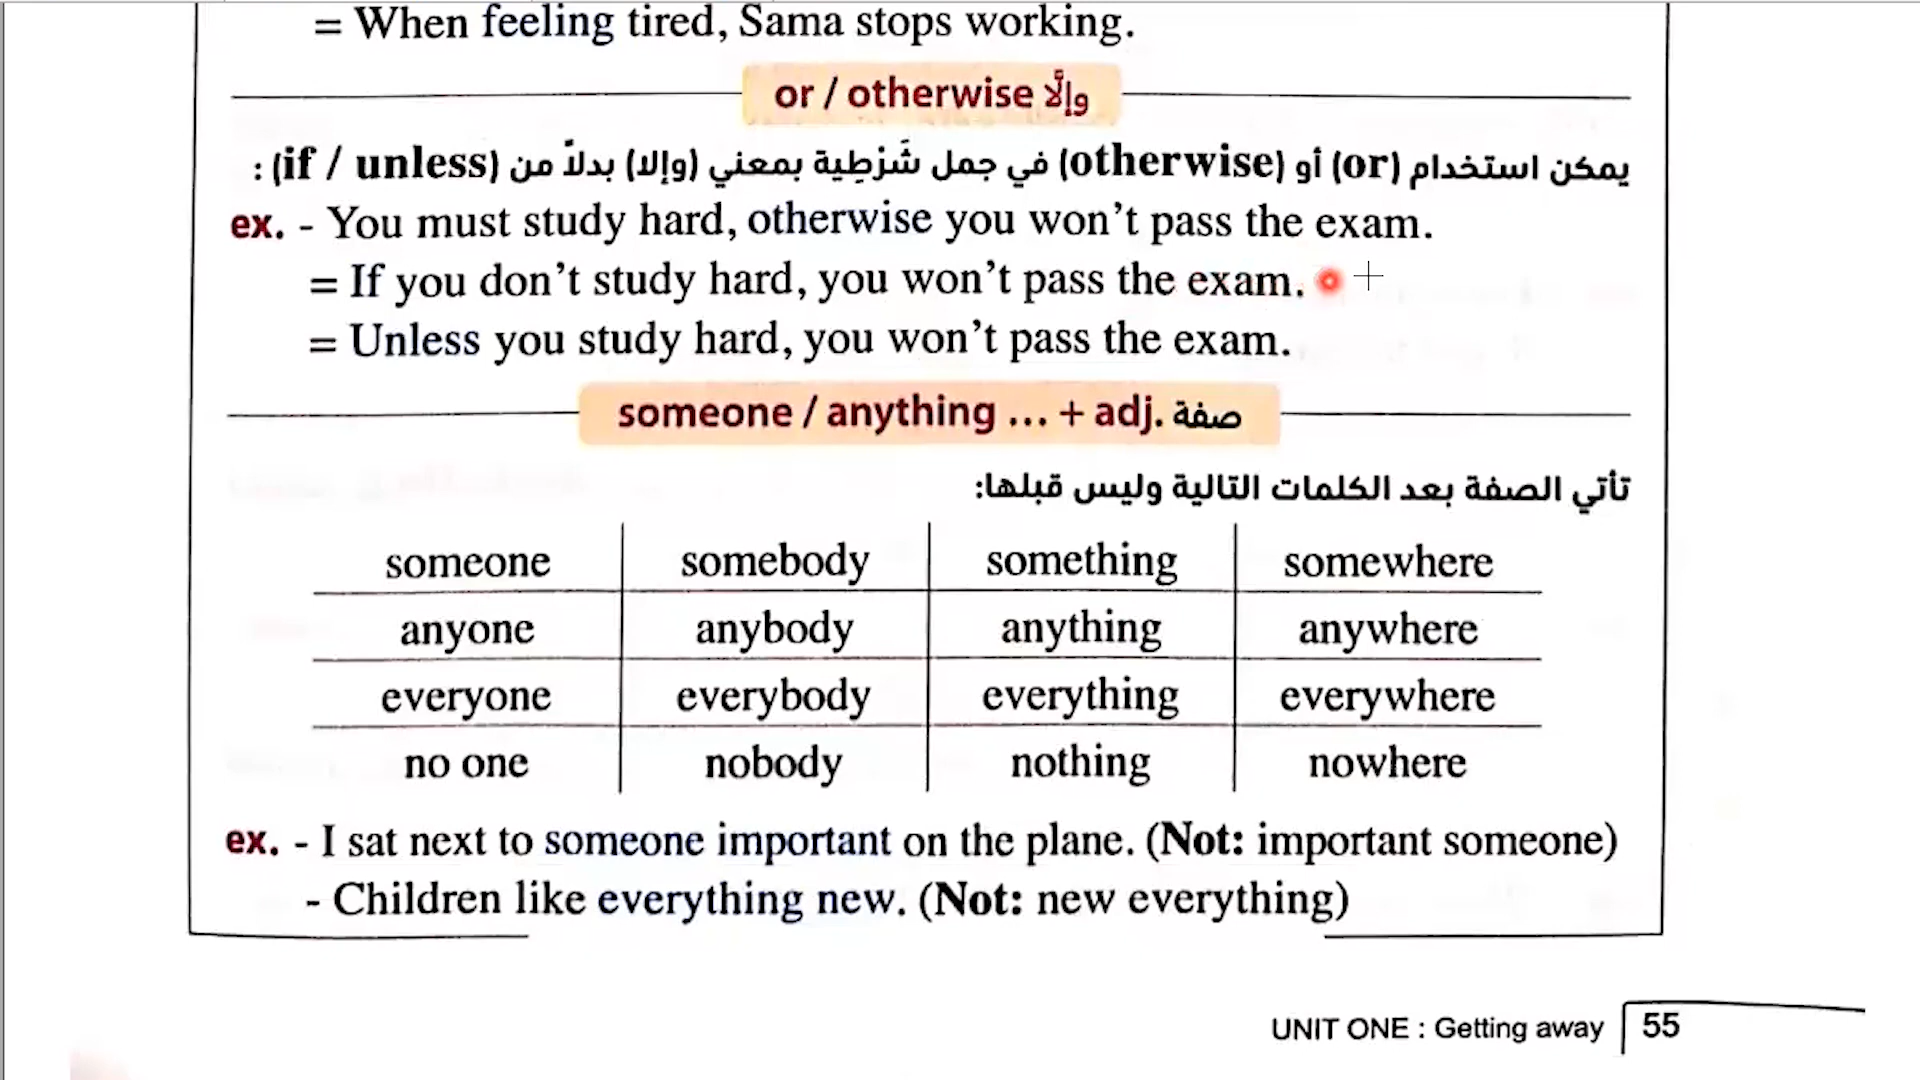 = When feeling tired, Sama stops working.
or / otherwise وإلَّا
يمكن استخدام (or) أو (otherwise) في جمل شَرْطِية بمعني (وإلا) بدلاً من (if / unless) :
ex. - You must study hard, otherwise you won't pass the exam.
= If you don't study hard, you won't pass the exam.
= Unless you study hard, you won't pass the exam.
someone / anything ... + adj. صفة
تأتي الصفة بعد الكلمات التالية وليس قبلها:
someone somebody something somewhere
anyone anybody anything anywhere
everyone everybody everything everywhere
no one nobody nothing nowhere
ex. - I sat next to someone important on the plane. (Not: important someone)
- Children like everything new. (Not: new everything)
UNIT ONE : Getting away 55